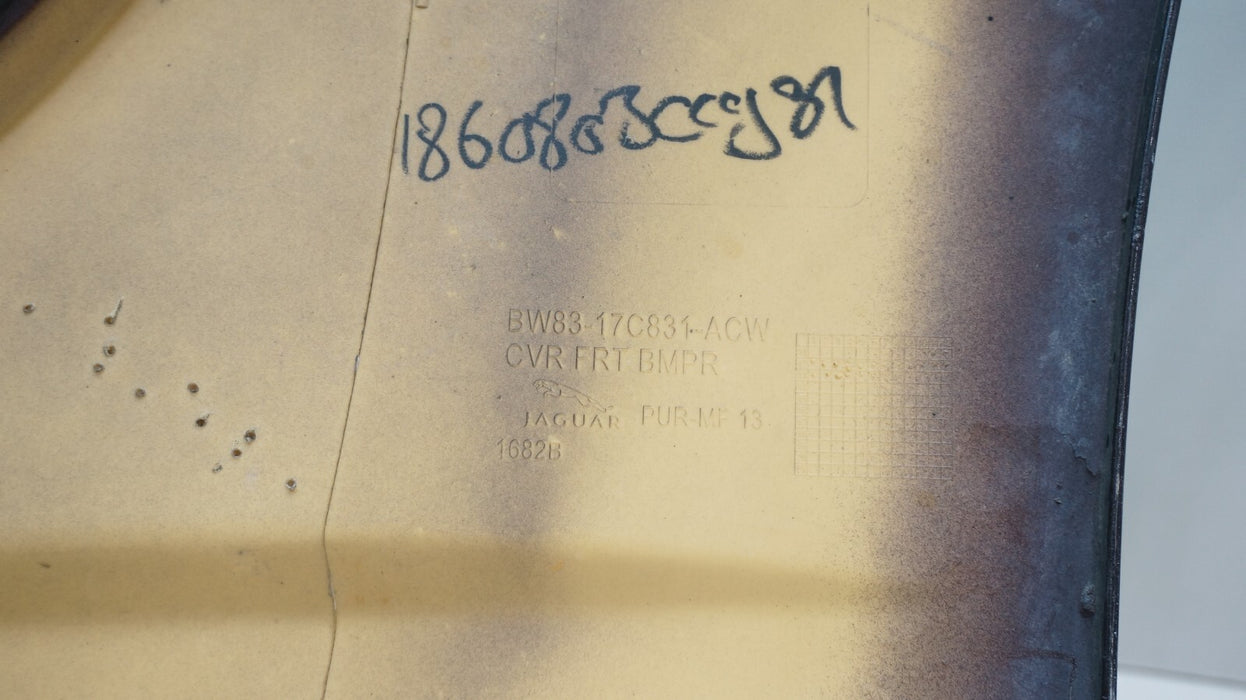 BW83-17C831-ACW
CVR FRT BMPR
JAGUAR PUR-MF 13
1682B